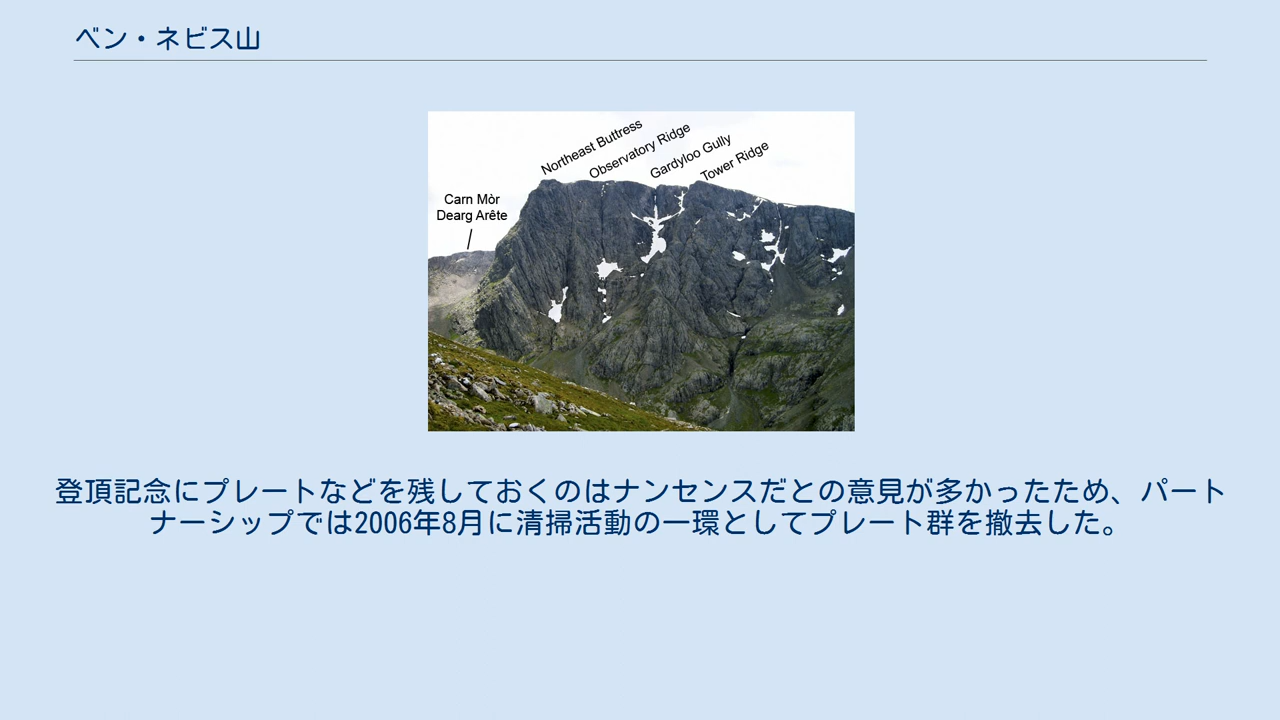 ベン・ネビス山
Northeast Buttress
Observatory Ridge
Gardyloo Gully
Tower Ridge
Carn Mòr
Dearg Arête
登頂記念にプレートなどを残しておくのはナンセンスだとの意見が多かったため、パート
ナーシップでは2006年8月に清掃活動の一環としてプレート群を撤去した。